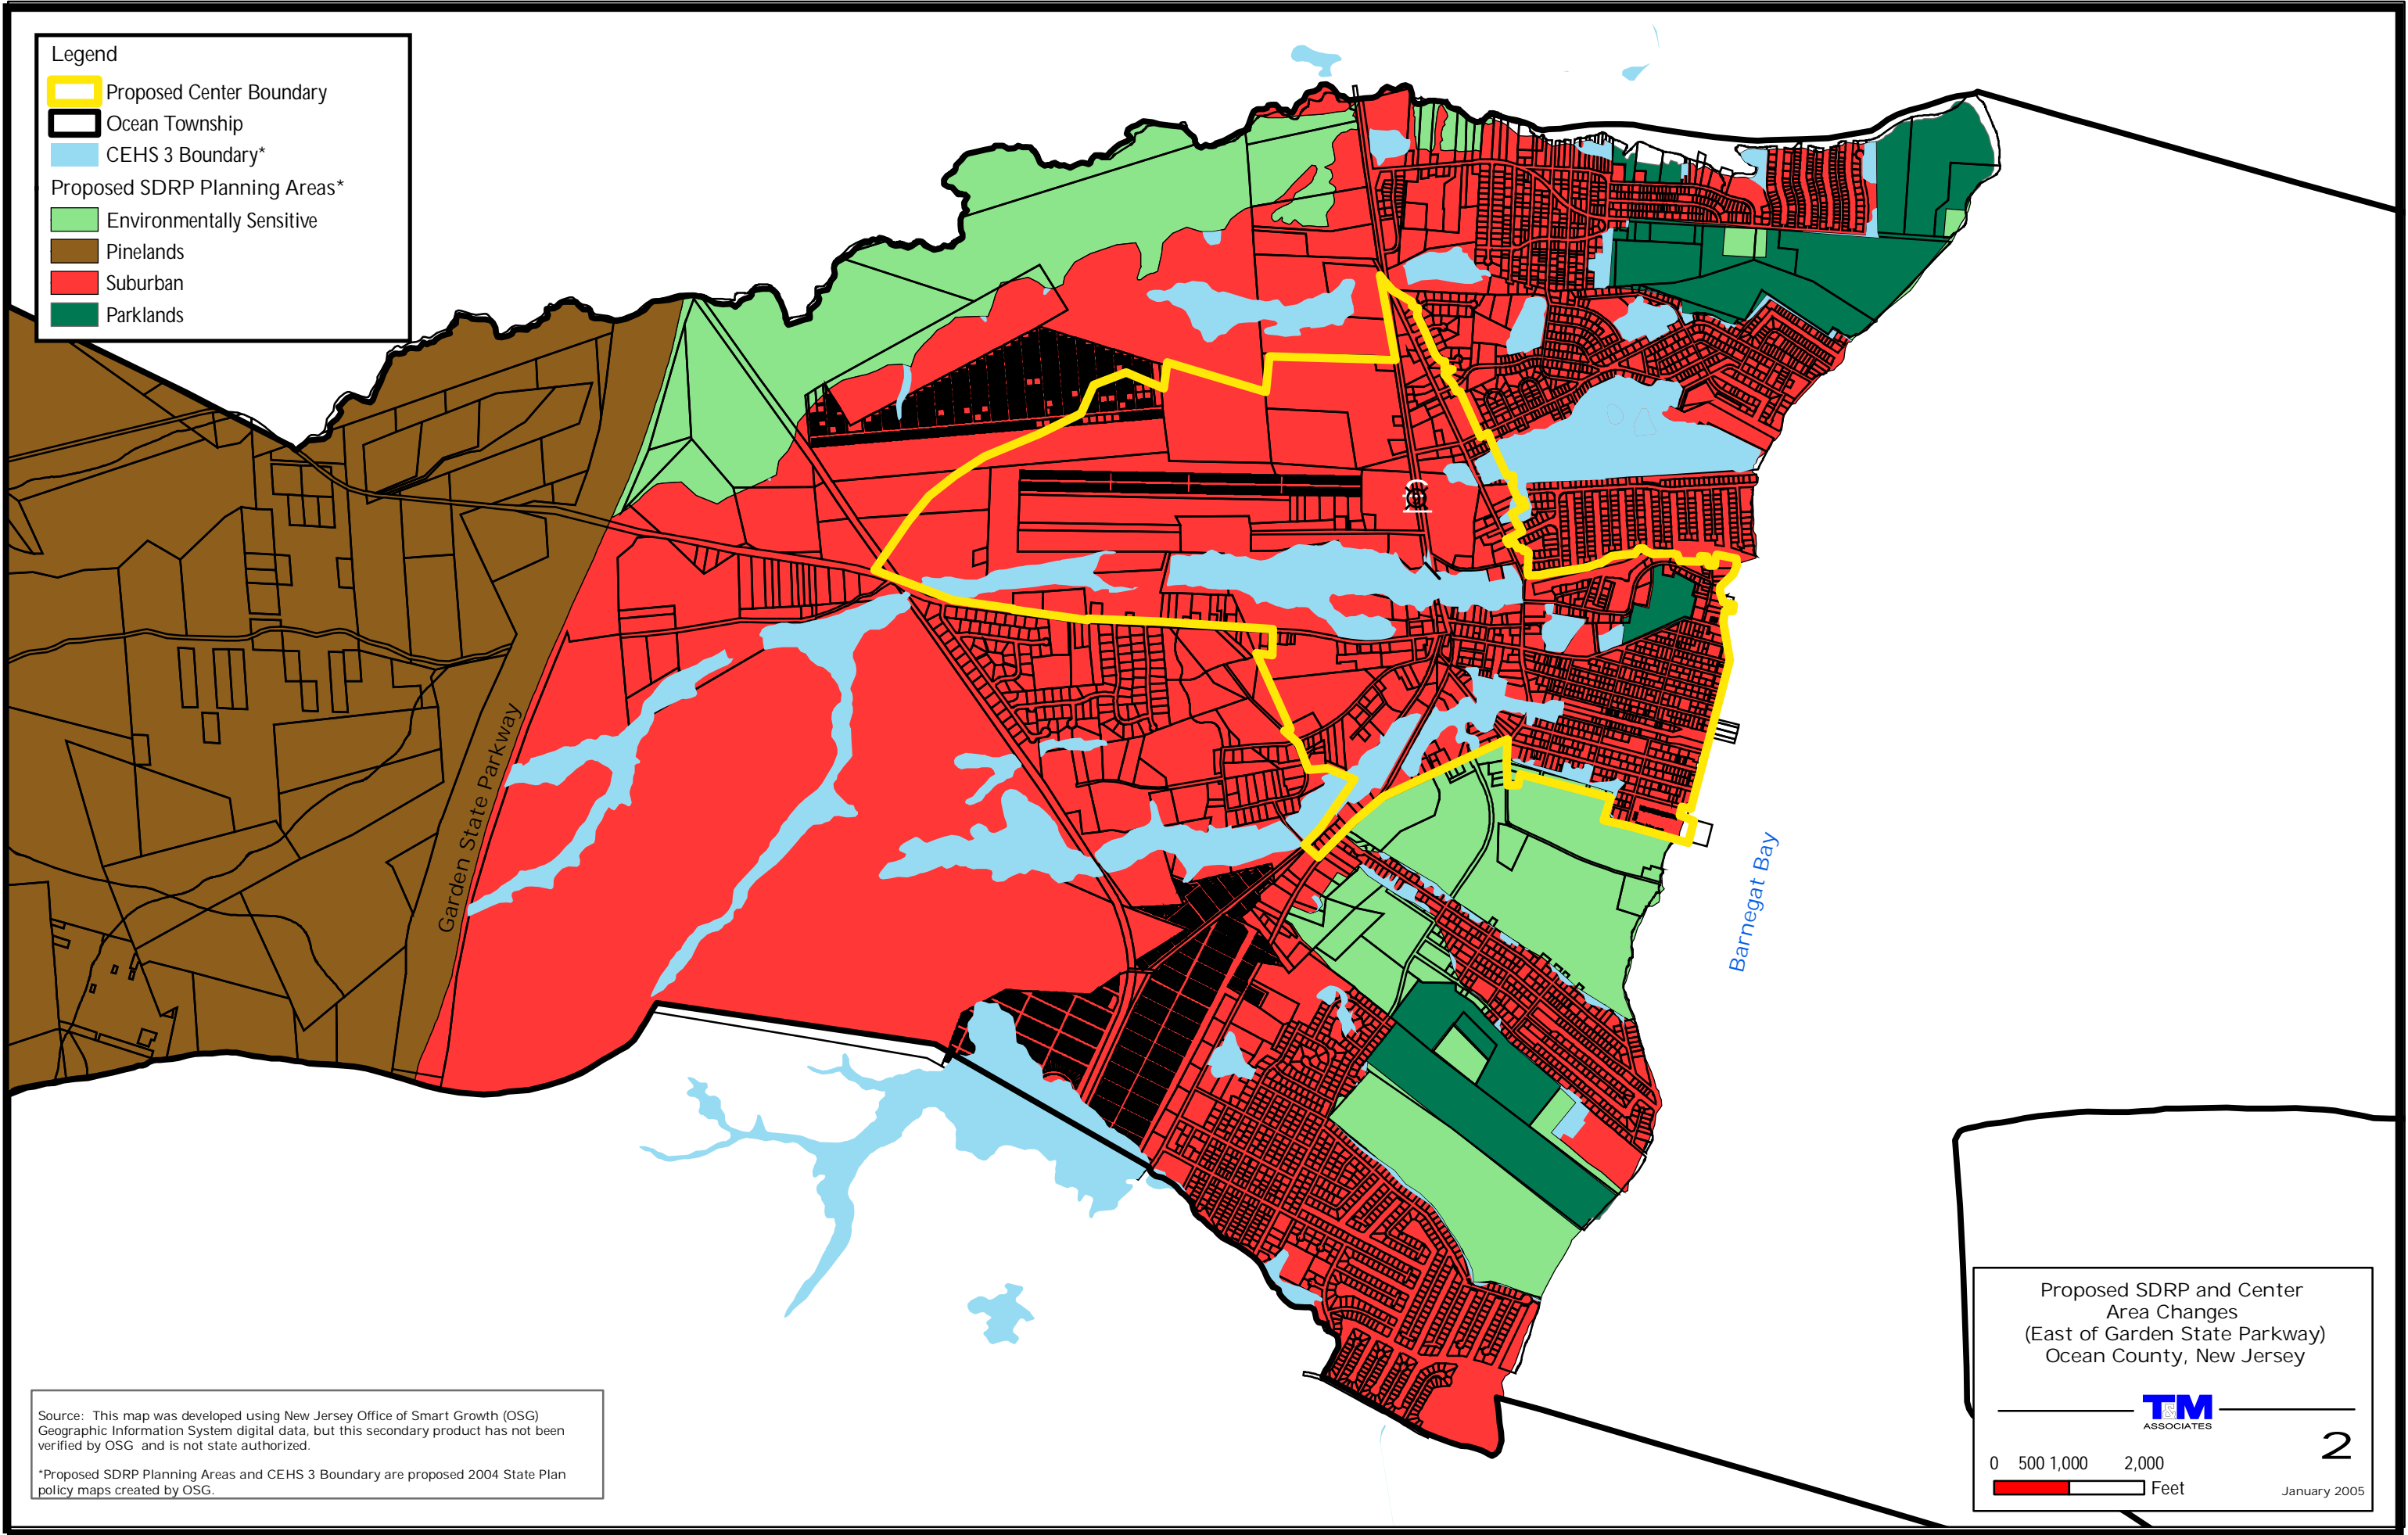 Legend
Proposed Center Boundary
Ocean Township
CEHS 3 Boundary*
Proposed SDRP Planning Areas*
Environmentally Sensitive
Pinelands
Suburban
Parklands
Garden State Parkway
Barnegat Bay
Source: This map was developed using New Jersey Office of Smart Growth (OSG)
Geographic Information System digital data, but this secondary product has not been
verified by OSG and is not state authorized.
*Proposed SDRP Planning Areas and CEHS 3 Boundary are proposed 2004 State Plan
policy maps created by OSG.
Proposed SDRP and Center
Area Changes
(East of Garden State Parkway)
Ocean County, New Jersey
T&M
ASSOCIATES
2
0 500 1,000 2,000
Feet
January 2005